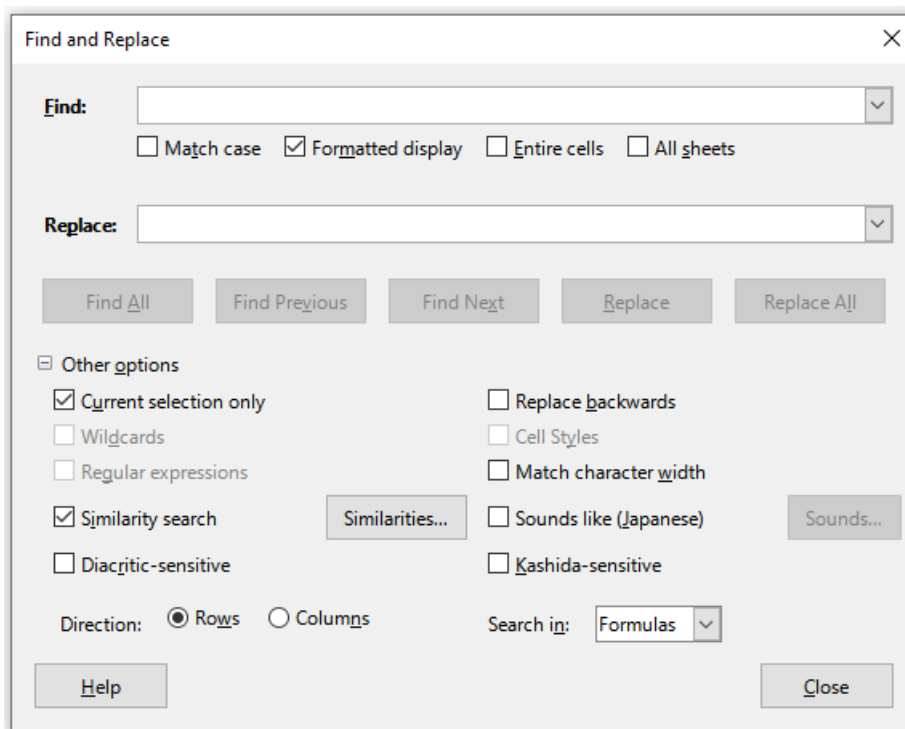 Find and Replace
Find:
Match case Formatted display Entire cells All sheets
Replace:
Find All Find Previous Find Next Replace Replace All
Other options
Current selection only Replace backwards
Wildcards Cell Styles
Regular expressions Match character width
Similarity search Similarities... Sounds like (Japanese) Sounds...
Diacritic-sensitive Kashida-sensitive
Direction: Rows Columns Search in: Formulas
Help Close